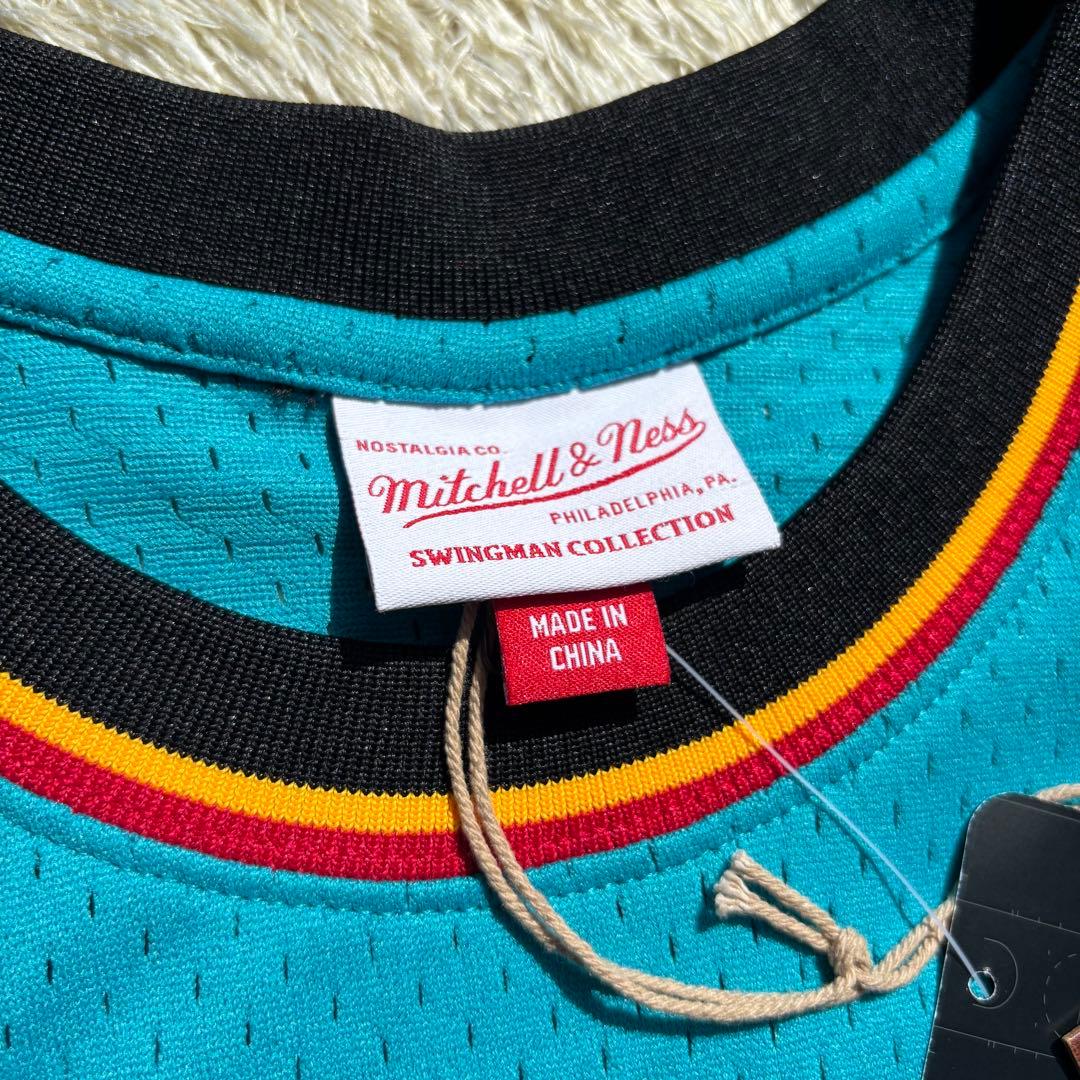 NOSTALGIA CO.
Mitchell & Ness
PHILADELPHIA, PA.
SWINGMAN COLLECTION
MADE IN
CHINA